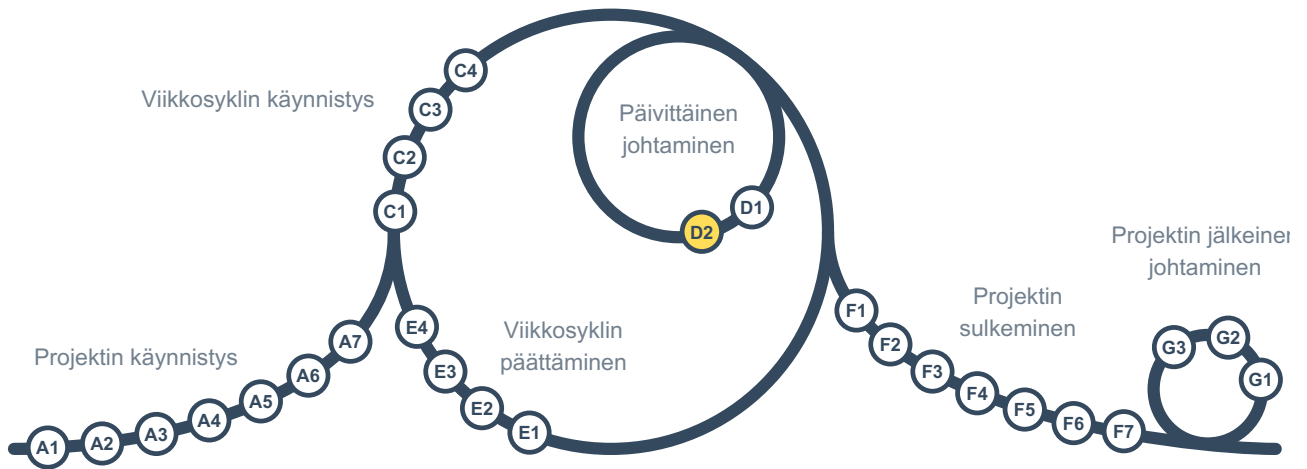 Viikkosyklin käynnistys
C4
C3
C2
C1
Päivittäinen
johtaminen
D1
D2
Projektin käynnistys
A1
A2
A3
A4
A5
A6
A7
Viikkosyklin
päättäminen
E4
E3
E2
E1
Projektin
sulkeminen
F1
F2
F3
F4
F5
F6
F7
Projektin jälkeinen
johtaminen
G3
G2
G1